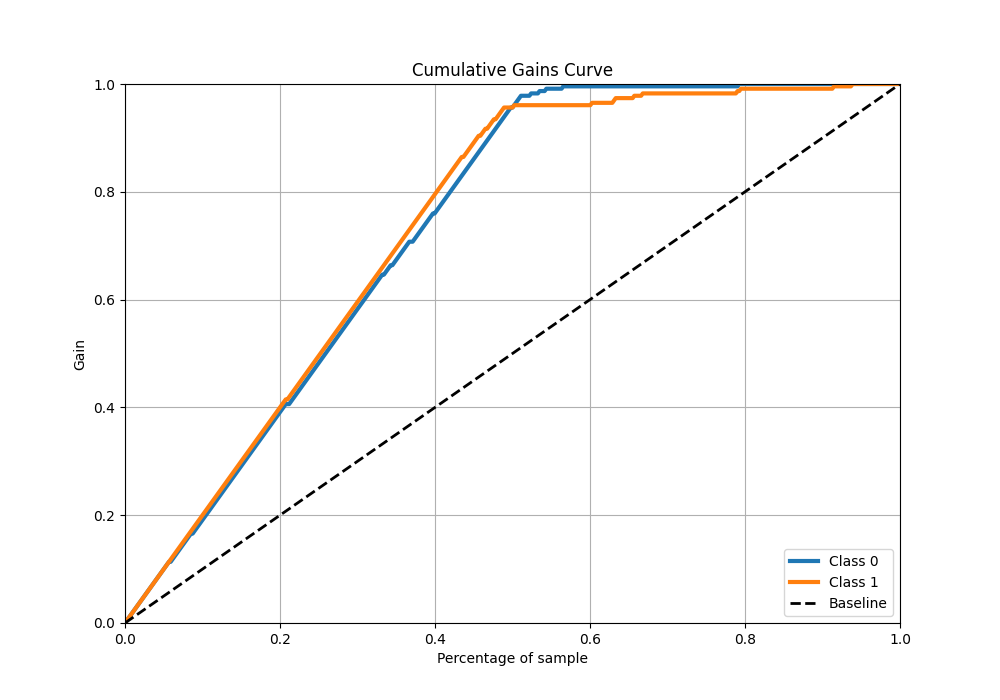 Cumulative Gains Curve
1.0
0.8
0.6
0.4
0.2
0.0
Gain
0.0 0.2 0.4 0.6 0.8 1.0
Percentage of sample
Class 0
Class 1
Baseline